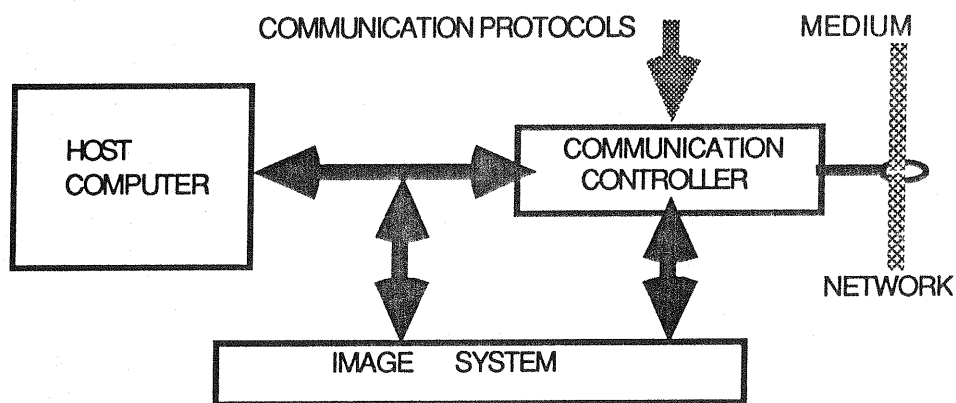 COMMUNICATION PROTOCOLS
MEDIUM
HOST
COMPUTER
COMMUNICATION
CONTROLLER
NETWORK
IMAGE SYSTEM